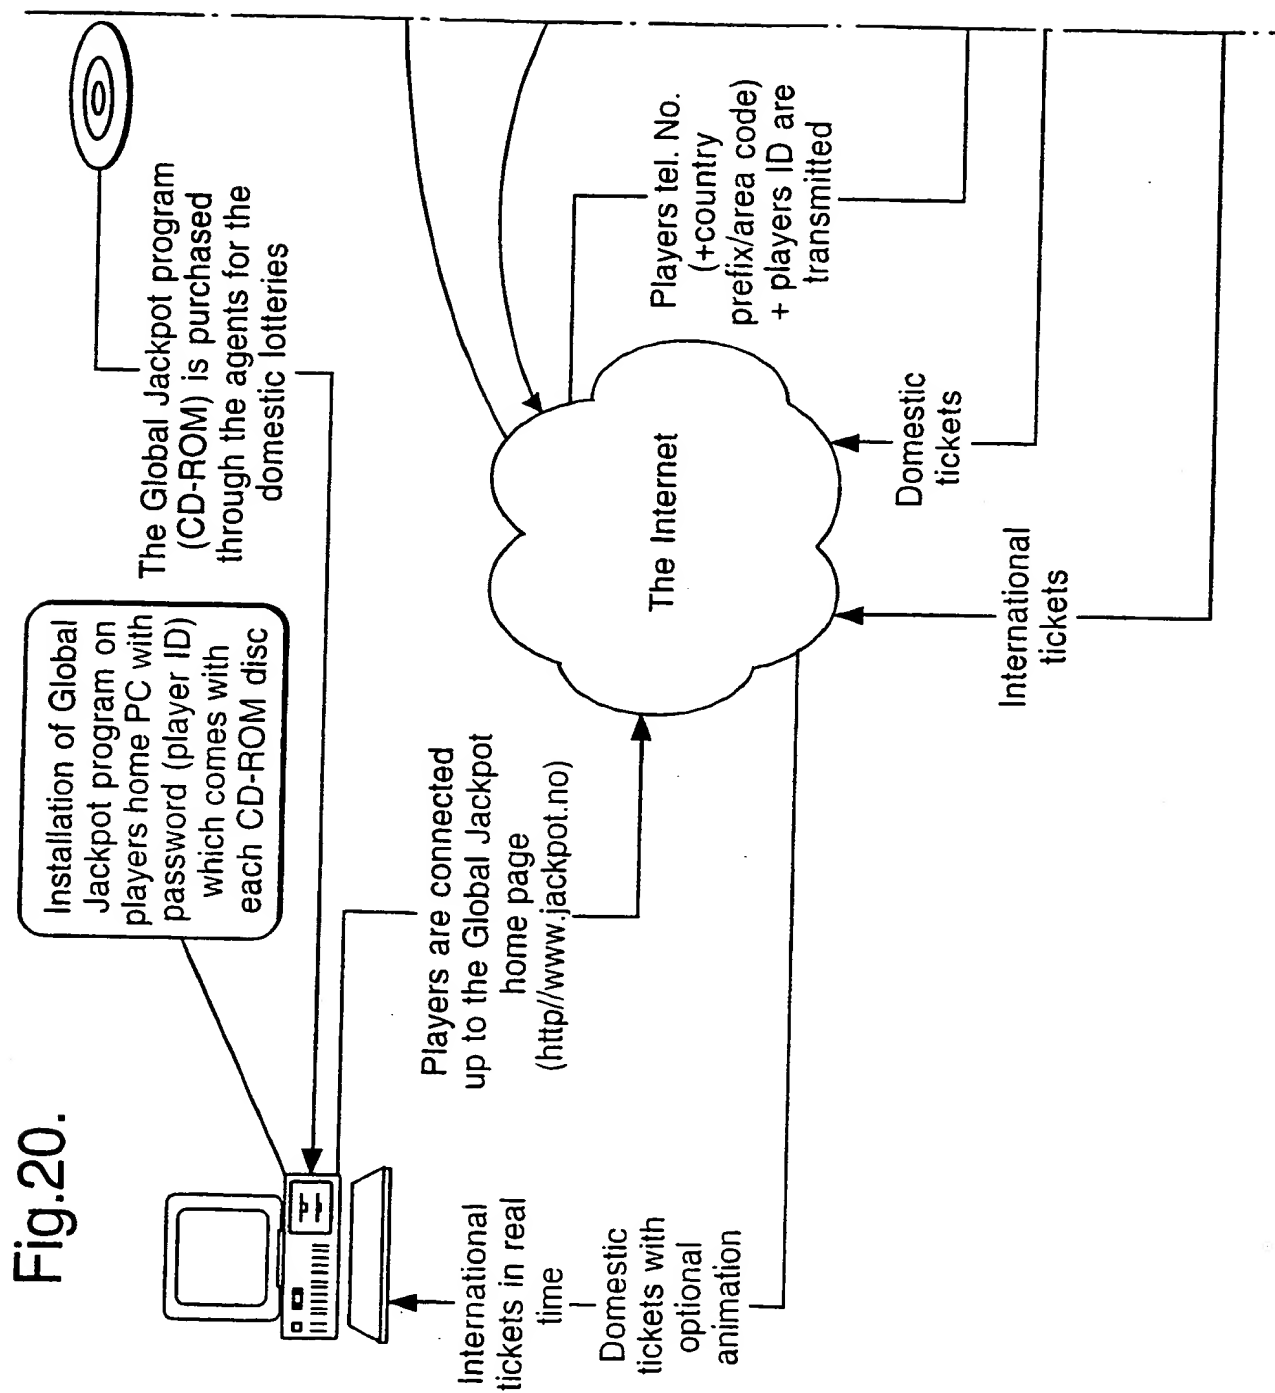 Fig.20.
Installation of Global
Jackpot program on
players home PC with
password (player ID)
which comes with
each CD-ROM disc
The Global Jackpot program
(CD-ROM) is purchased
through the agents for the
domestic lotteries
Players are connected
up to the Global Jackpot
home page
(http//www.jackpot.no)
International
tickets in real
time
Domestic
tickets with
optional
animation
The Internet
Players tel. No.
(+country
prefix/area code)
+ players ID are
transmitted
Domestic
tickets
International
tickets